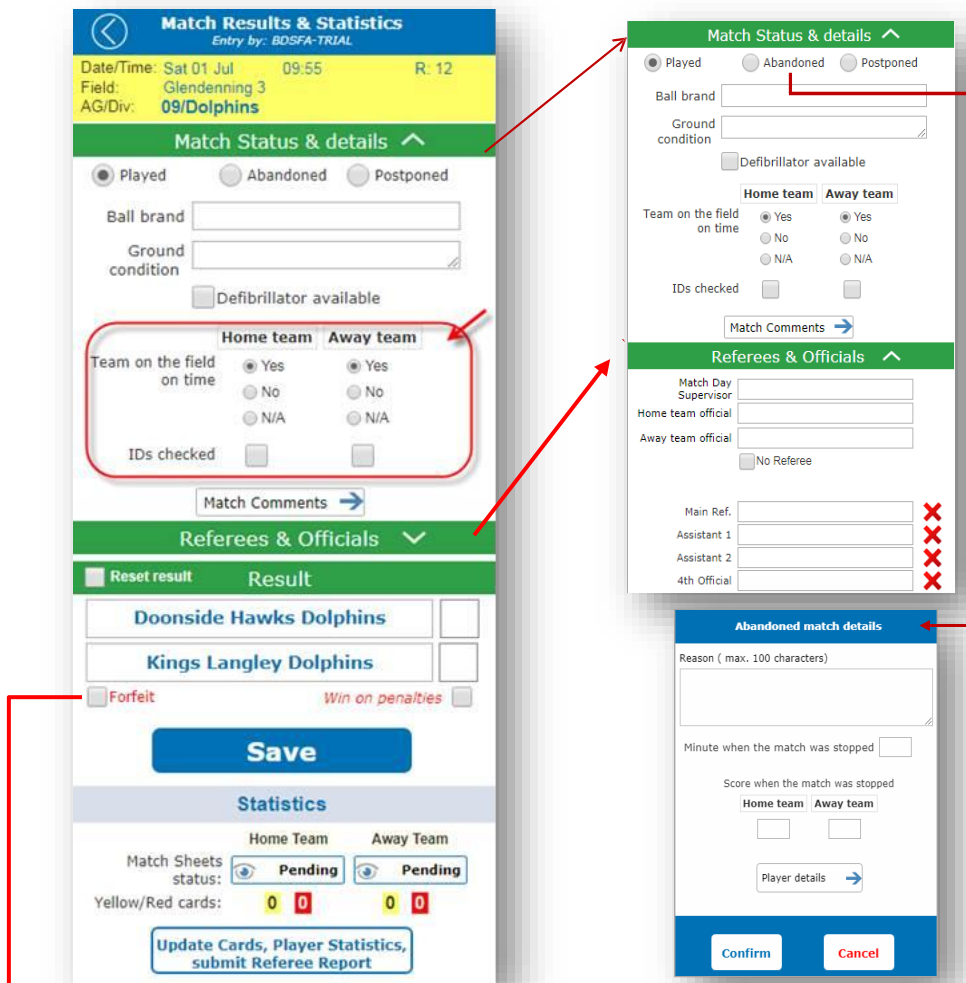 Match Results & Statistics
Entry by: BDSFA-TRIAL
Date/Time: Sat 01 Jul 09:55 R: 12
Field: Glendenning 3
AG/Div: 09/Dolphins
Match Status & details
Played Abandoned Postponed
Ball brand
Ground
condition
Defibrillator available
Home team Away team
Team on the field
on time
Yes Yes
No No
N/A N/A
IDs checked
Match Comments
Referees & Officials
Reset result Result
Doonside Hawks Dolphins
Kings Langley Dolphins
Forfeit Win on penalties
Save
Statistics
Home Team Away Team
Match Sheets
status:
Pending Pending
Yellow/Red cards: 0 0 0 0
Update Cards, Player Statistics,
submit Referee Report
Match Status & details
Played Abandoned Postponed
Ball brand
Ground
condition
Defibrillator available
Home team Away team
Team on the field
on time
Yes Yes
No No
N/A N/A
IDs checked
Match Comments
Referees & Officials
Match Day
Supervisor
Home team official
Away team official
No Referee
Main Ref.
Assistant 1
Assistant 2
4th Official
Abandoned match details
Reason ( max. 100 characters)
Minute when the match was stopped
Score when the match was stopped
Home team Away team
Player details
Confirm Cancel